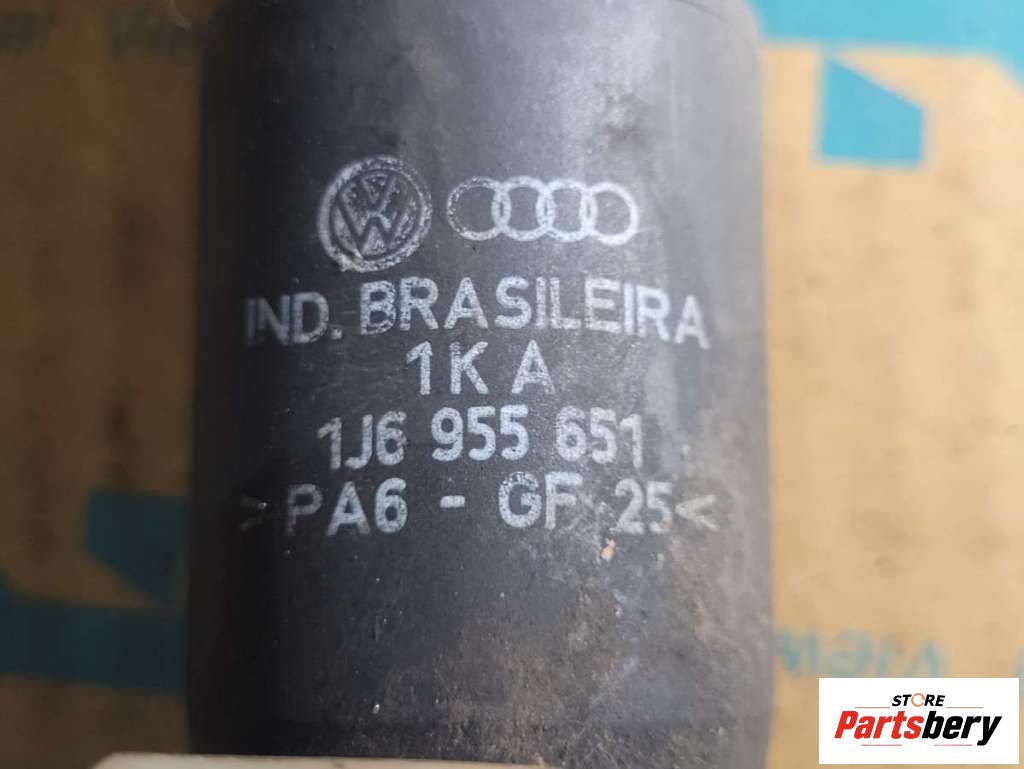 IND. BRASILEIRA
1K A
1J6 955 651
>PA6 - GF 25<
STORE
Partsbery